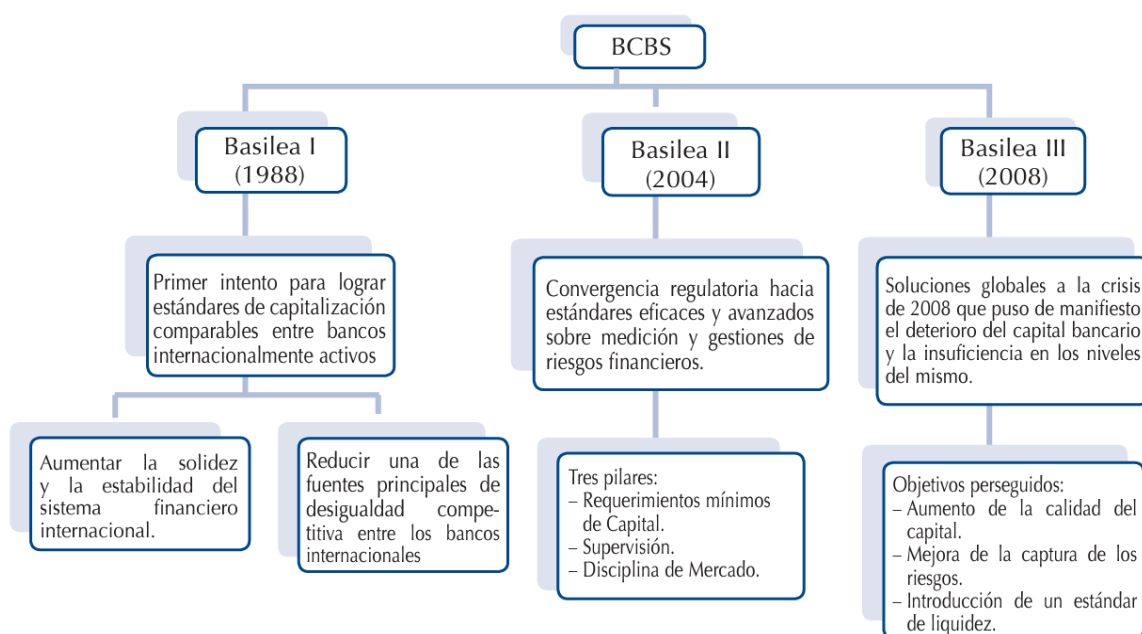 BCBS
Basilea I
(1988)
Basilea II
(2004)
Basilea III
(2008)
Primer intento para lograr
estándares de capitalización
comparables entre bancos
internacionalmente activos
Convergencia regulatoria hacia
estándares eficaces y avanzados
sobre medición y gestiones de
riesgos financieros.
Soluciones globales a la crisis
de 2008 que puso de manifiesto
el deterioro del capital bancario
y la insuficiencia en los niveles
del mismo.
Aumentar la solidez
y la estabilidad del
sistema financiero
internacional.
Reducir una de las
fuentes principales de
desigualdad compe-
titiva entre los bancos
internacionales
Tres pilares:
– Requerimientos mínimos
de Capital.
– Supervisión.
– Disciplina de Mercado.
Objetivos perseguidos:
– Aumento de la calidad del
capital.
– Mejora de la captura de los
riesgos.
– Introducción de un estándar
de liquidez.